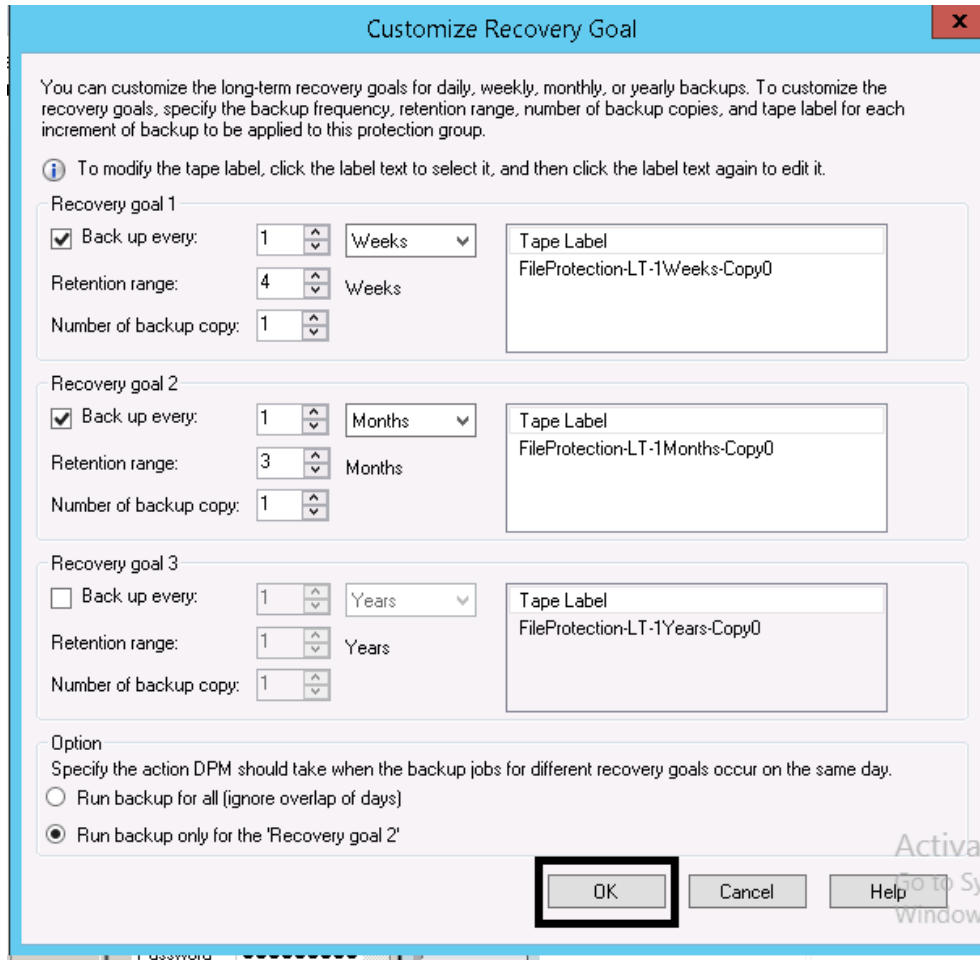 Customize Recovery Goal
x
You can customize the long-term recovery goals for daily, weekly, monthly, or yearly backups. To customize the
recovery goals, specify the backup frequency, retention range, number of backup copies, and tape label for each
increment of backup to be applied to this protection group.
To modify the tape label, click the label text to select it, and then click the label text again to edit it.
Recovery goal 1
Back up every: 1 Weeks
Retention range: 4 Weeks
Number of backup copy: 1
Tape Label
FileProtection-LT-1Weeks-Copy0
Recovery goal 2
Back up every: 1 Months
Retention range: 3 Months
Number of backup copy: 1
Tape Label
FileProtection-LT-1Months-Copy0
Recovery goal 3
Back up every: 1 Years
Retention range: 1 Years
Number of backup copy: 1
Tape Label
FileProtection-LT-1Years-Copy0
Option
Specify the action DPM should take when the backup jobs for different recovery goals occur on the same day.
Run backup for all (ignore overlap of days)
Run backup only for the 'Recovery goal 2'
Activa
OK Cancel Help
Go to Sy
Window
Password